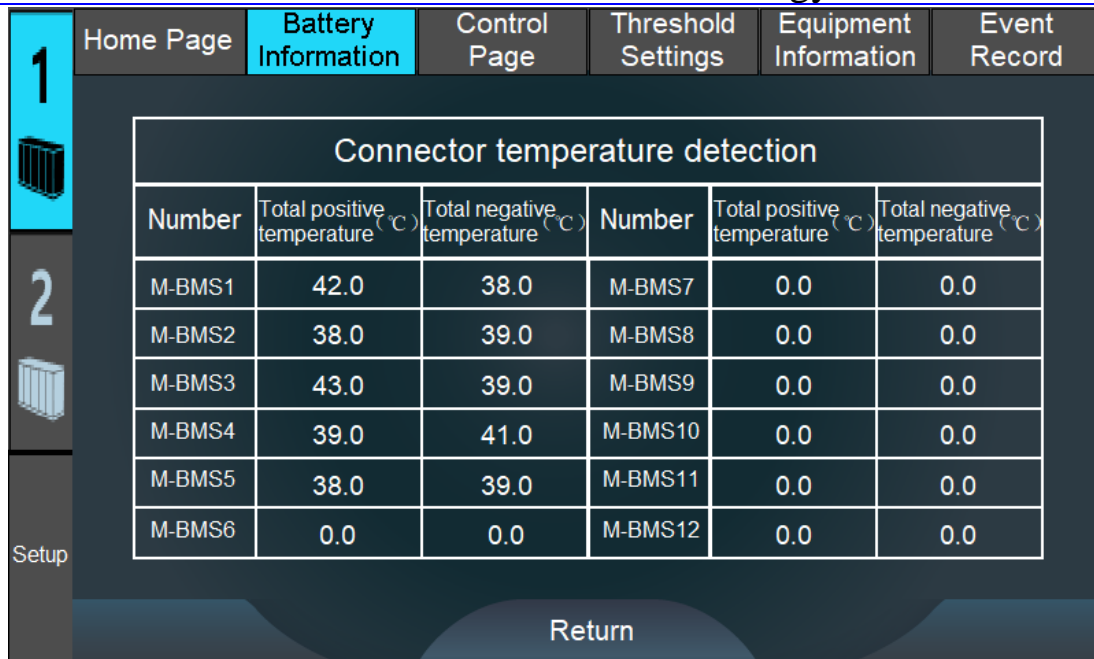 1
2
Setup
Home Page
Battery
Information
Control
Page
Threshold
Settings
Equipment
Information
Event
Record
Connector temperature detection
Number
Total positive
temperature
(℃)
Total negative
temperature
(℃)
Number
Total positive
temperature
(℃)
Total negative
temperature
(℃)
M-BMS1 42.0 38.0 M-BMS7 0.0 0.0
M-BMS2 38.0 39.0 M-BMS8 0.0 0.0
M-BMS3 43.0 39.0 M-BMS9 0.0 0.0
M-BMS4 39.0 41.0 M-BMS10 0.0 0.0
M-BMS5 38.0 39.0 M-BMS11 0.0 0.0
M-BMS6 0.0 0.0 M-BMS12 0.0 0.0
Return